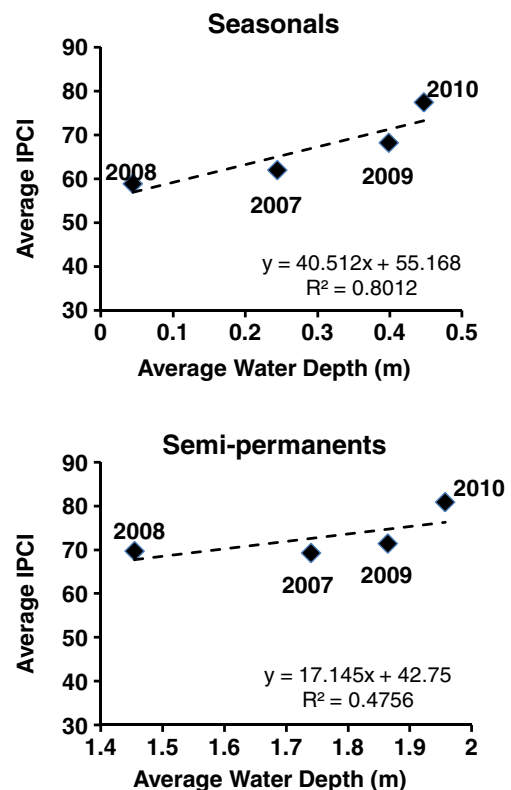 Seasonals
Average IPCI
90
80
70
60
50
40
30
2008
2007
2009
2010
y = 40.512x + 55.168
R² = 0.8012
0 0.1 0.2 0.3 0.4 0.5
Average Water Depth (m)
Semi-permanents
Average IPCI
90
80
70
60
50
40
30
2008
2007
2009
2010
y = 17.145x + 42.75
R² = 0.4756
1.4 1.5 1.6 1.7 1.8 1.9 2
Average Water Depth (m)